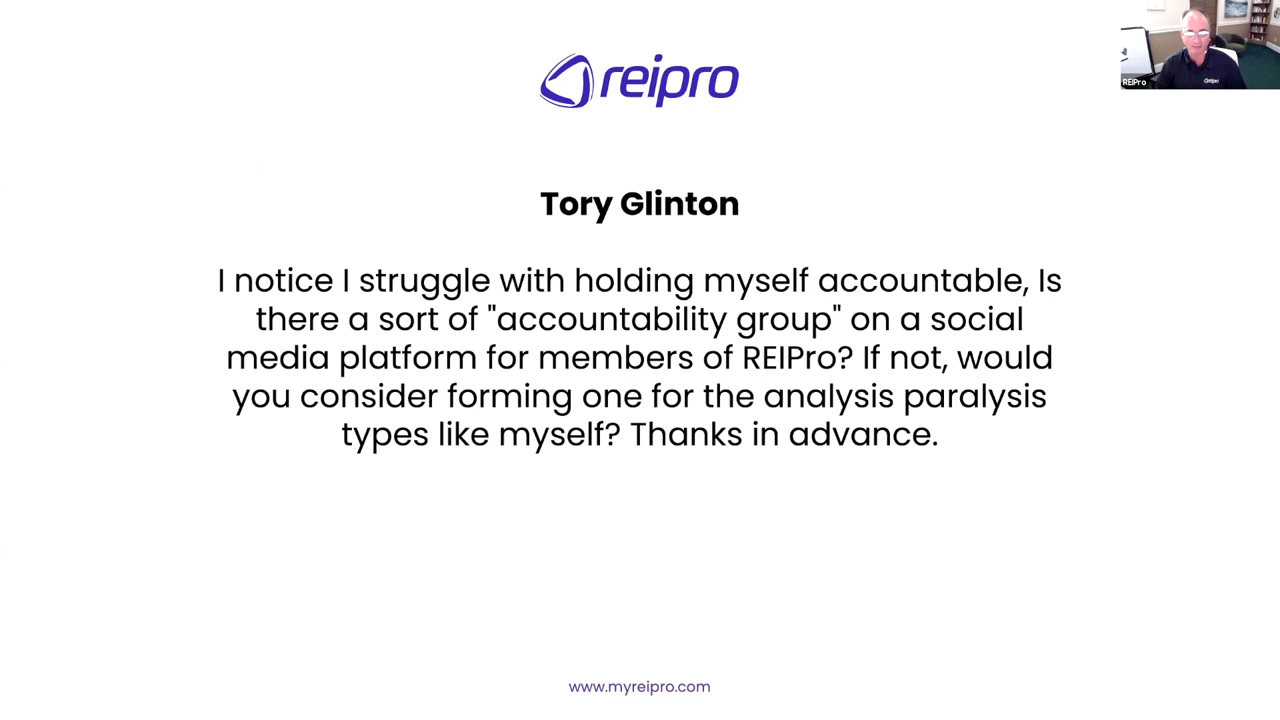 reipro
REIPro
Tory Glinton
I notice I struggle with holding myself accountable, Is
there a sort of "accountability group" on a social
media platform for members of REIPro? If not, would
you consider forming one for the analysis paralysis
types like myself? Thanks in advance.
www.myreipro.com